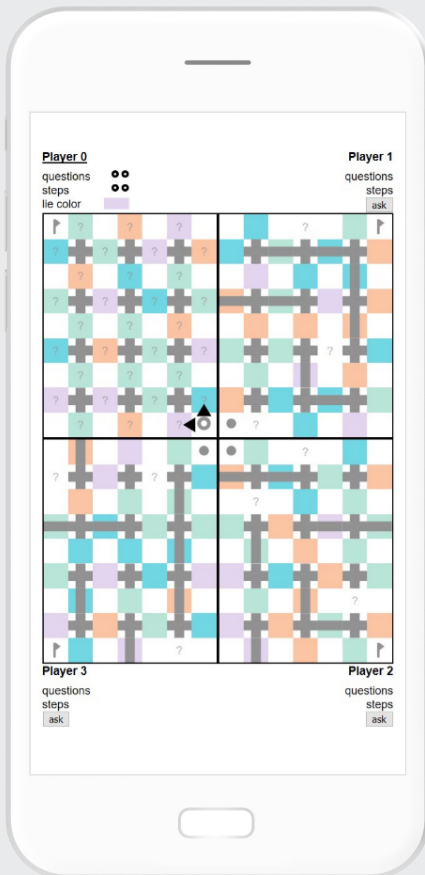 Player 0 Player 1
questions questions
steps steps
lie color ask
? ? ? ?
? ? ? ?
? ? ?
? ? ? ?
? ? ?
? ? ? ? ?
? ? ?
? ? ? ?
? ? ? ?
?
? ?
?
?
?
Player 3 Player 2
questions questions
steps steps
ask ask